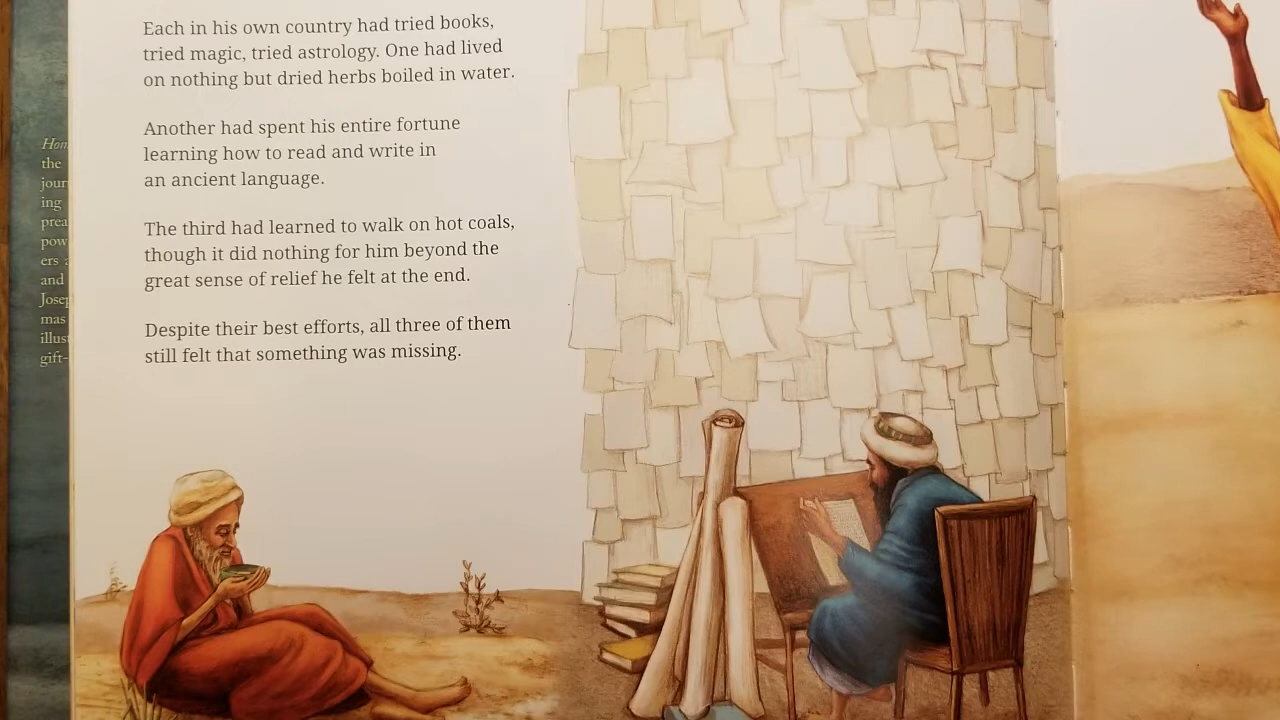 Each in his own country had tried books,
tried magic, tried astrology. One had lived
on nothing but dried herbs boiled in water.
Another had spent his entire fortune
learning how to read and write in
an ancient language.
The third had learned to walk on hot coals,
though it did nothing for him beyond the
great sense of relief he felt at the end.
Despite their best efforts, all three of them
still felt that something was missing.
the
ing
and